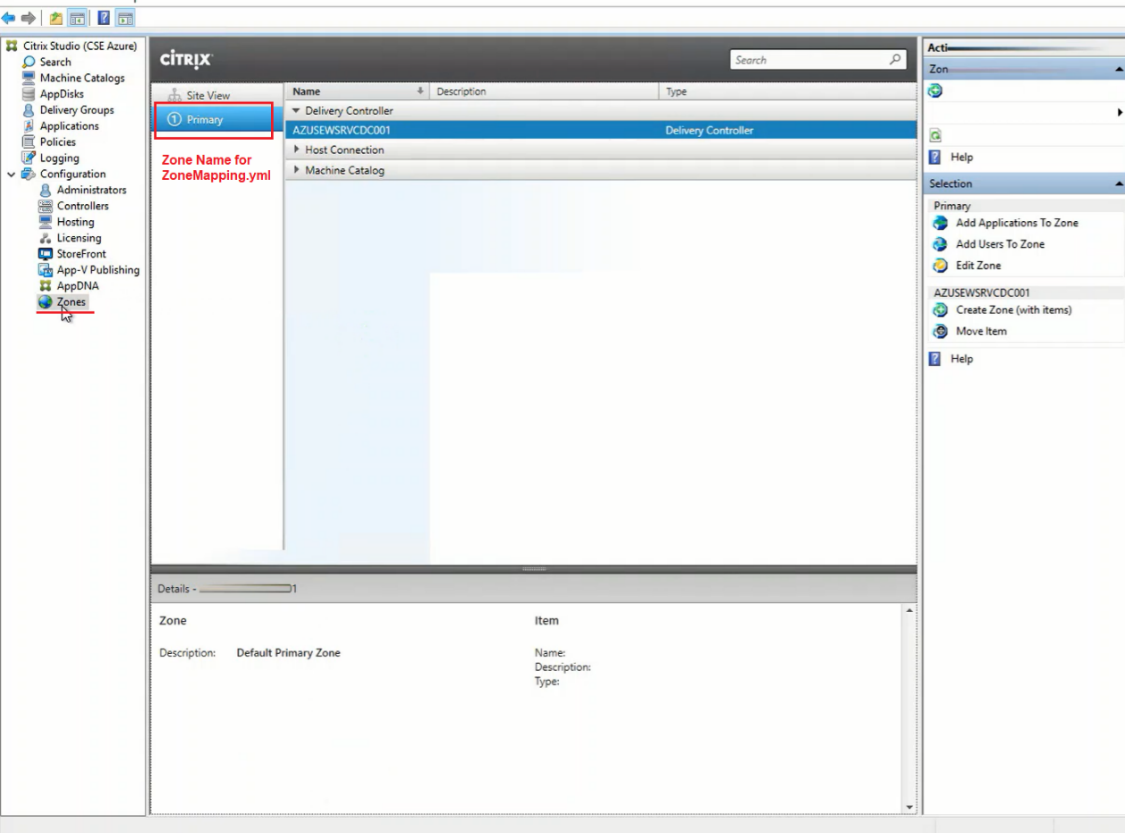 Citrix Studio (CSE Azure)
Search
Machine Catalogs
AppDisks
Delivery Groups
Applications
Policies
Logging
Configuration
Administrators
Controllers
Hosting
Licensing
StoreFront
App-V Publishing
AppDNA
Zones
CİTRIX
Search
Site View
1 Primary
Zone Name for
ZoneMapping.yml
Name Description Type
Delivery Controller
AZUSEWSRVCDC001 Delivery Controller
Host Connection
Machine Catalog
Details - 1
Zone
Description: Default Primary Zone
Item
Name:
Description:
Type:
Acti
Zon
Help
Selection
Primary
Add Applications To Zone
Add Users To Zone
Edit Zone
AZUSEWSRVCDC001
Create Zone (with items)
Move Item
Help